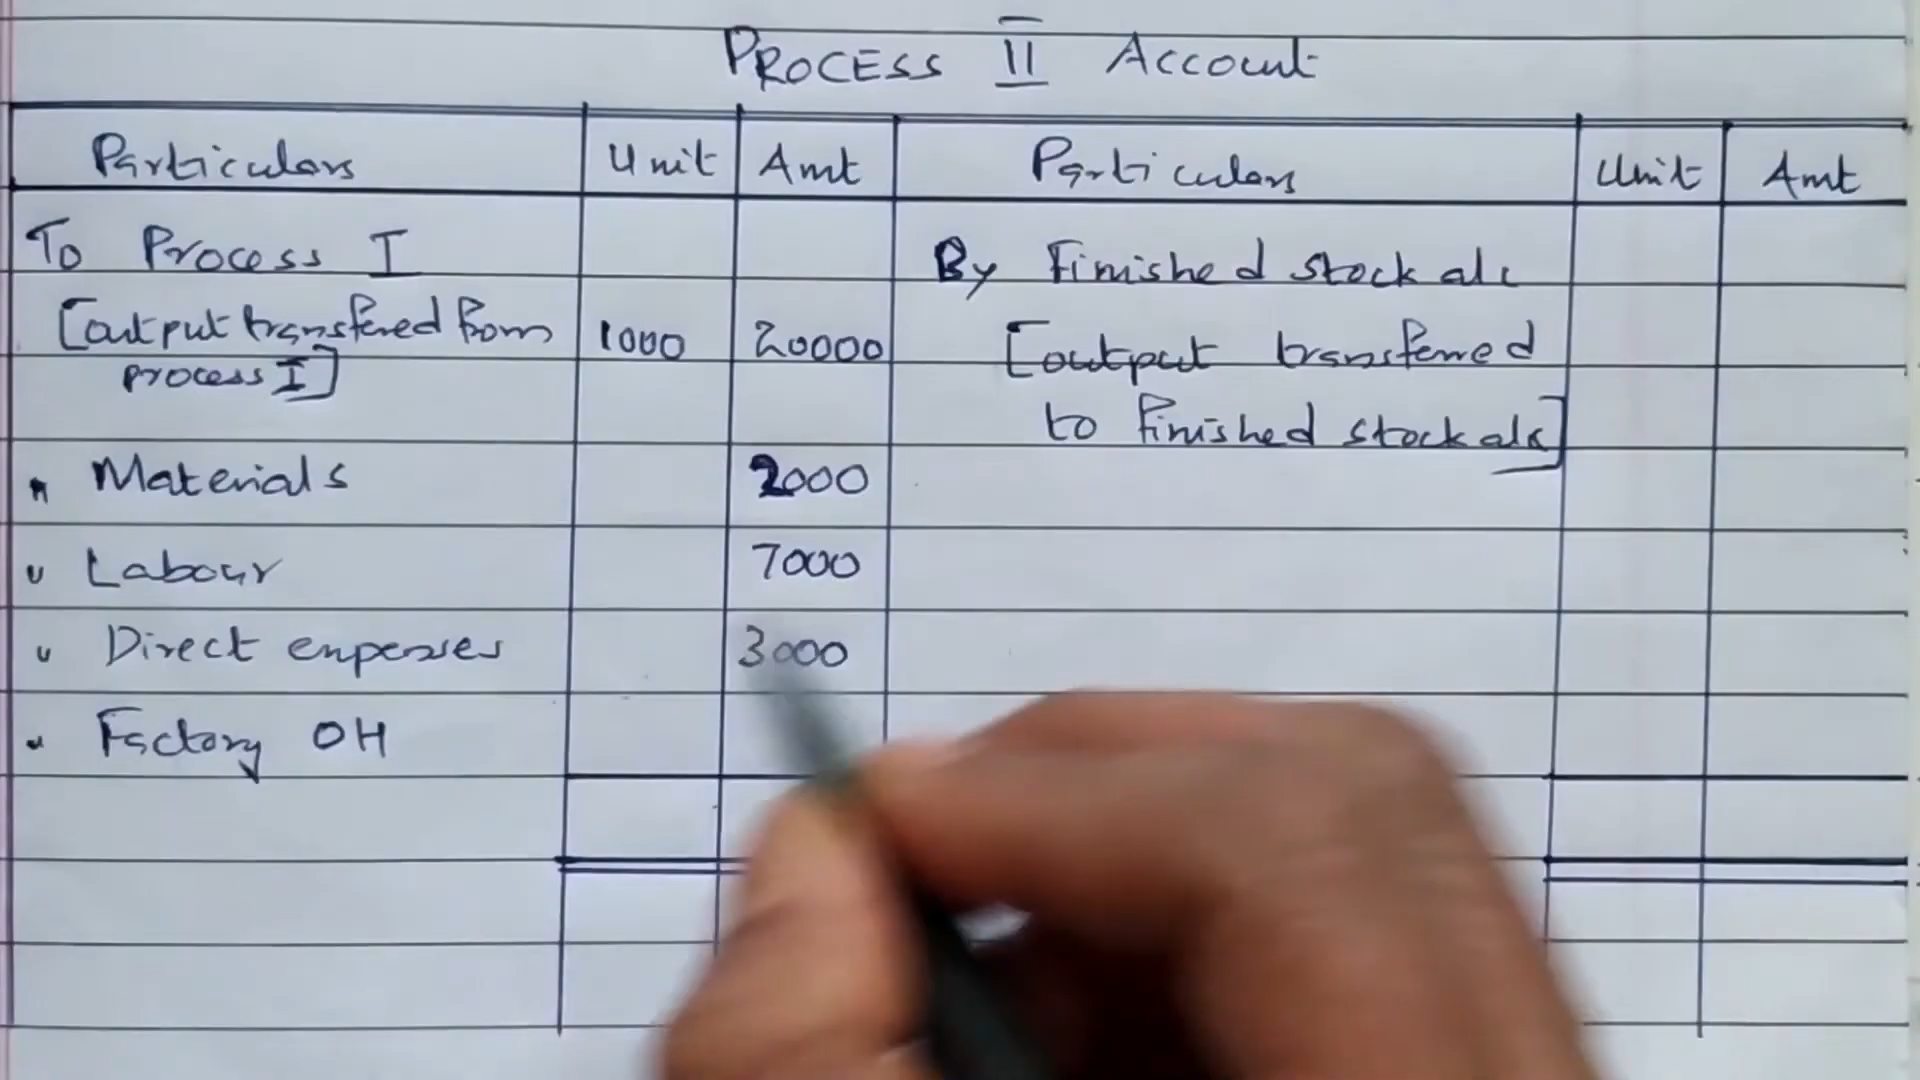 PROCESS II Account
Particulars Unit Amt Particulars Unit Amt
To Process I
[output transfered from 1000 20000
process I]
By Finished stock a/c
[output transferred
to finished stock a/c]
" Materials 2000
" Labour 7000
" Direct expenses 3000
" Factory OH